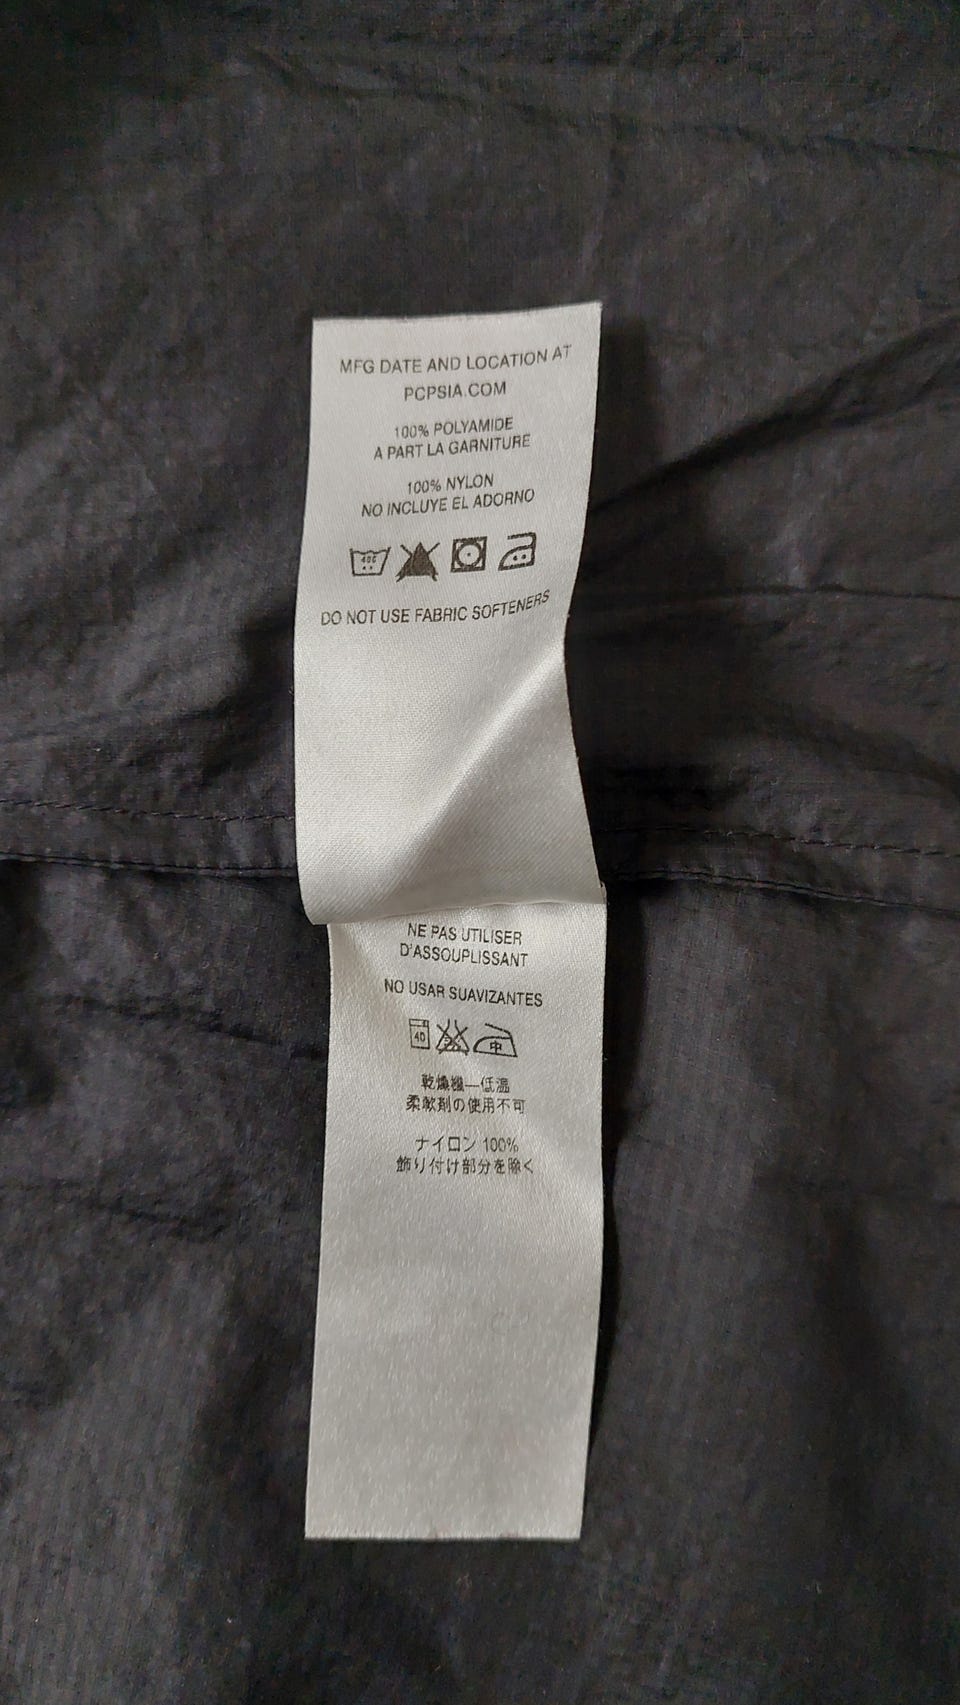 MFG DATE AND LOCATION AT
PCPSIA.COM
100% POLYAMIDE
A PART LA GARNITURE
100% NYLON
NO INCLUYE EL ADORNO
40C
DO NOT USE FABRIC SOFTENERS
NE PAS UTILISER
D'ASSOUPLISSANT
NO USAR SUAVIZANTES
40 中
乾燥機—低温
柔軟剤の使用不可
ナイロン 100%
飾り付け部分を除く